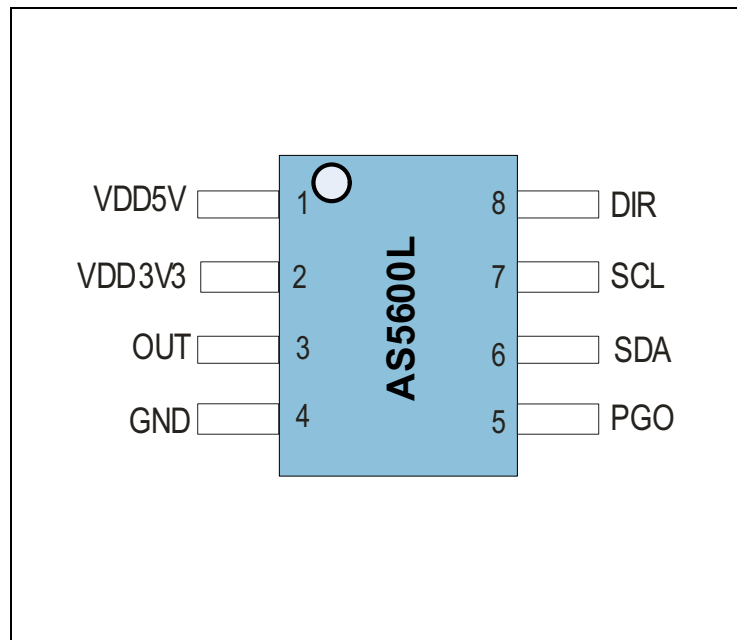 VDD5V 1 8 DIR
VDD3V3 2 7 SCL
AS5600L
OUT 3 6 SDA
GND 4 5 PGO